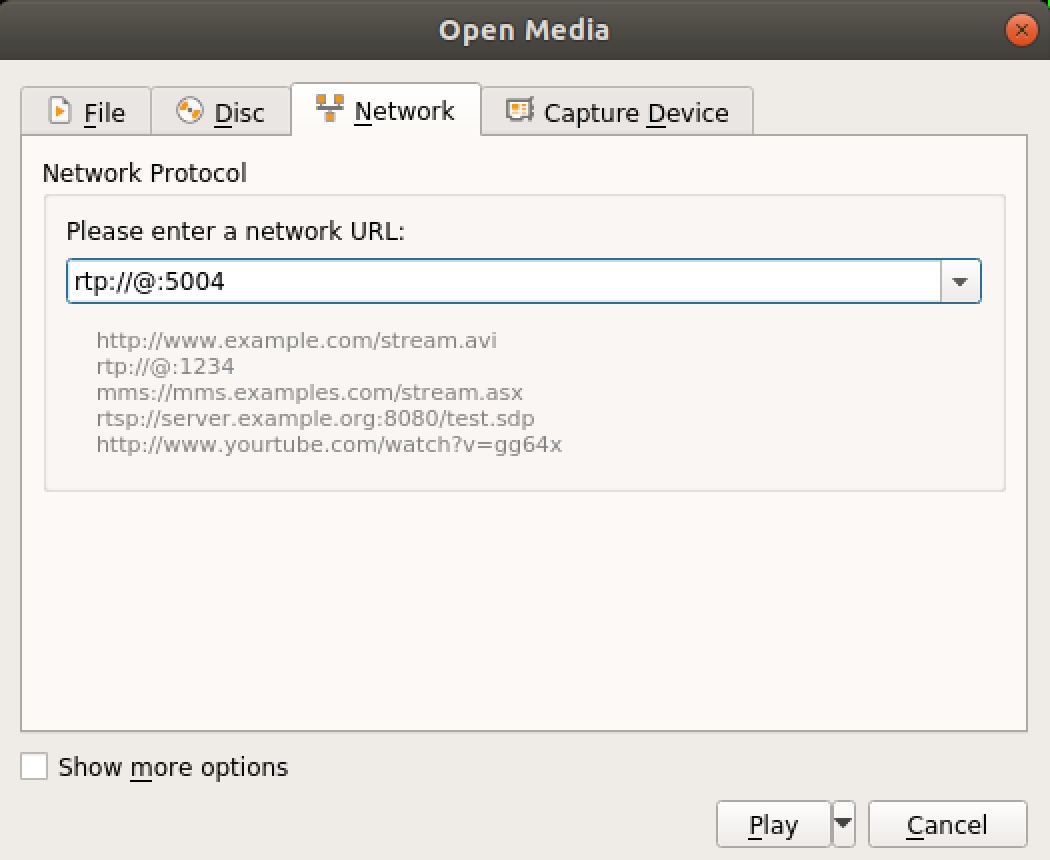 Open Media
File Disc Network Capture Device
Network Protocol
Please enter a network URL:
rtp://@:5004
http://www.example.com/stream.avi
rtp://@:1234
mms://mms.examples.com/stream.asx
rtsp://server.example.org:8080/test.sdp
http://www.yourtube.com/watch?v=gg64x
Show more options
Play Cancel